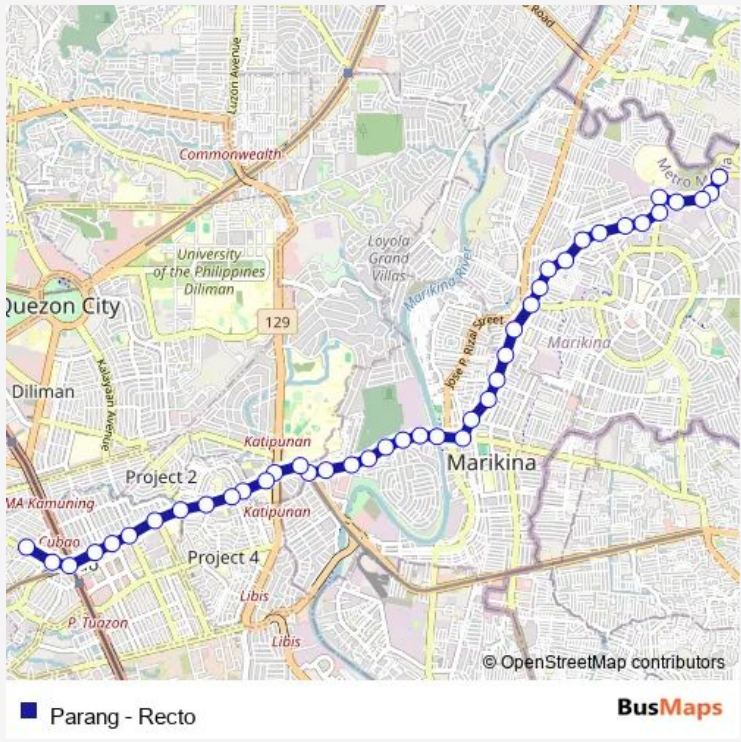 Road
Luzon Avenue
Commonwealth
Metro M
a
University
of the Philippines
Diliman
Loyola
Grand
Villas
Marikina River
Quezon City
129
Jose P. Rizal Street
Marikina
Kalayaan Avenue
Diliman
Katipunan
Marikina
Project 2
MA Kamuning
Katipunan
Cubao
o
Project 4
Libis
P. Tuazon
Libis
© OpenStreetMap contributors
Parang - Recto
BusMaps